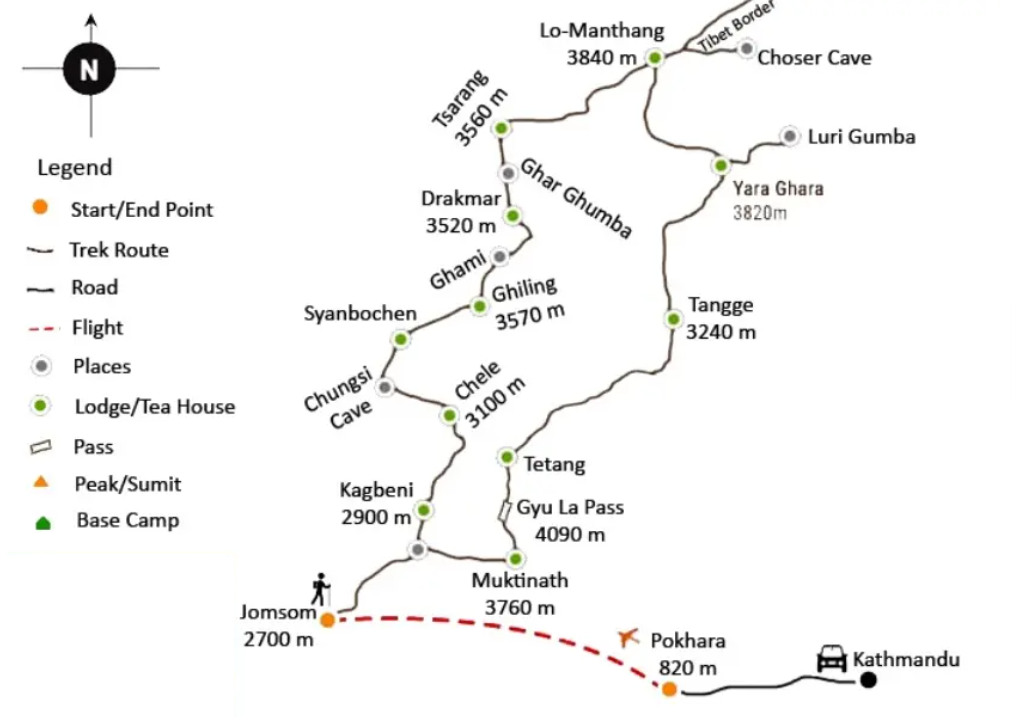 Lo-Manthang
3840 m
Tibet Border
Choser Cave
N
Tsarang
3560 m
Luri Gumba
Legend
Start/End Point
Trek Route
Road
Flight
Places
Lodge/Tea House
Pass
Peak/Sumit
Base Camp
Ghar Ghumba
Yara Ghara
3820m
Drakmar
3520 m
Ghami
Ghiling
3570 m
Syanbochen
Tangge
3240 m
Chungsi
Cave
Chele
3100 m
Tetang
Kagbeni
2900 m
Gyu La Pass
4090 m
Muktinath
3760 m
Jomsom
2700 m
Pokhara
820 m
Kathmandu